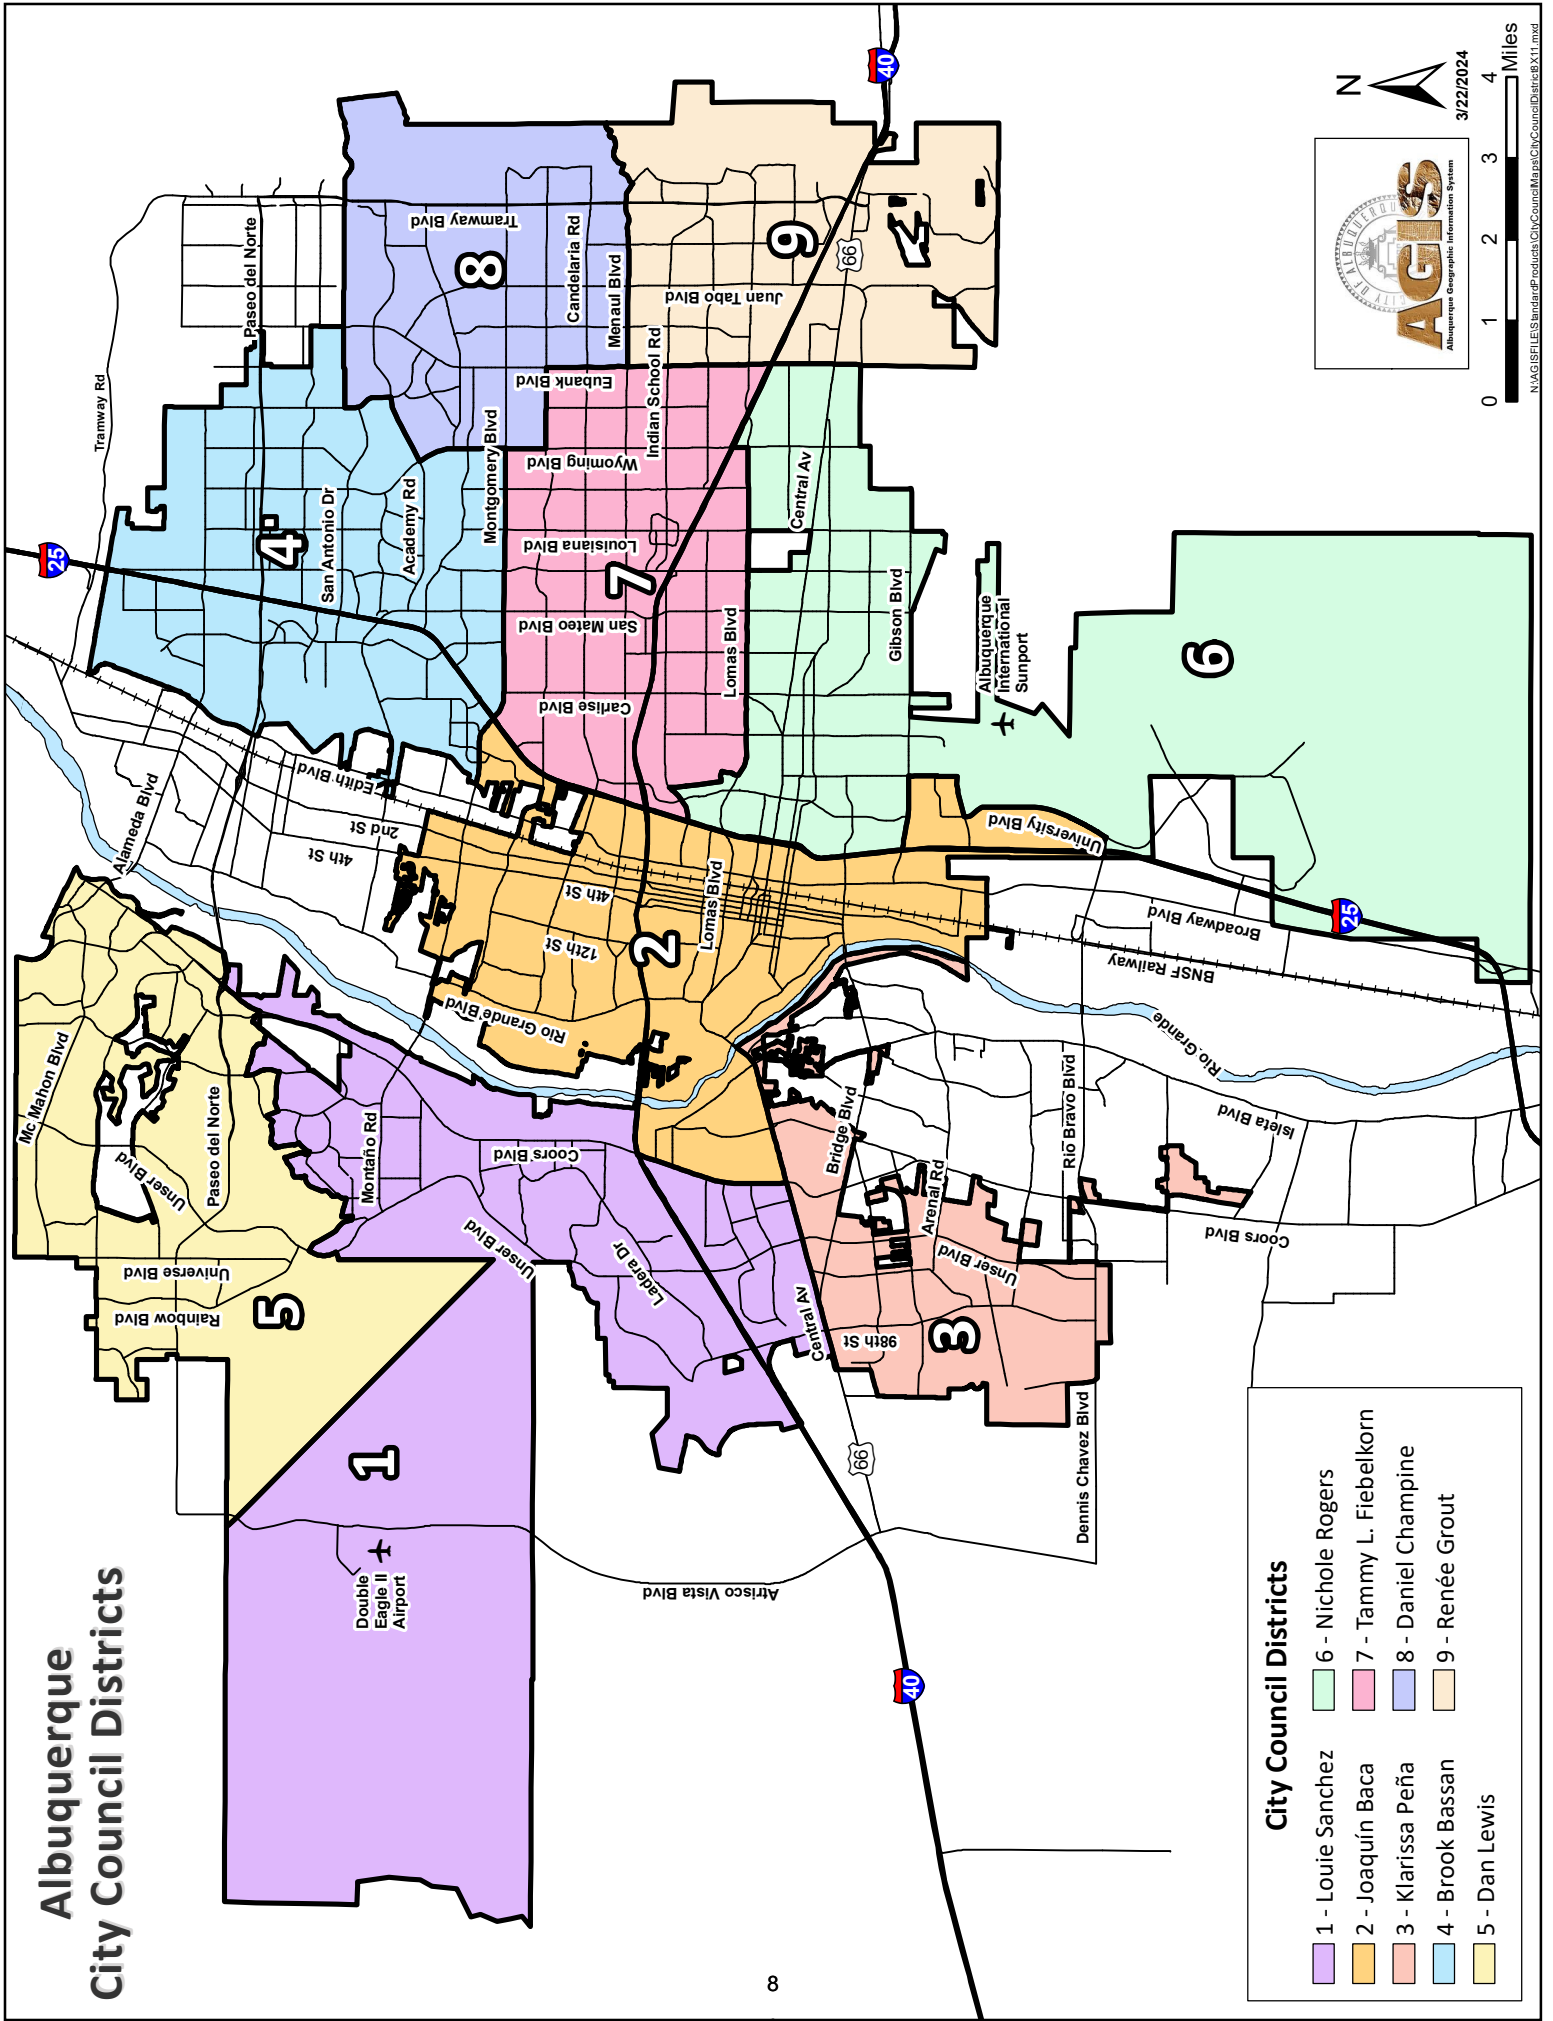 Albuquerque
City Council Districts
Tramway Rd
Paseo del Norte
25
Alameda Blvd
Edith Blvd
2nd St
4th St
4
San Antonio Dr
Academy Rd
Montgomery Blvd
8
Tramway Blvd
Candelaria Rd
Menaul Blvd
Eubank Blvd
Indian School Rd
Juan Tabo Blvd
9
40
66
Wyoming Blvd
Louisiana Blvd
7
San Mateo Blvd
Carlise Blvd
Lomas Blvd
Central Av
Gibson Blvd
Albuquerque
International
Sunport
6
Mc Mahon Blvd
Unser Blvd
Paseo del Norte
Universe Blvd
Rainbow Blvd
5
Montaño Rd
Coors Blvd
Unser Blvd
Ladera Dr
1
Double
Eagle II
Airport
Atrisco Vista Blvd
Rio Grande Blvd
12th St
4th St
2
Lomas Blvd
University Blvd
Broadway Blvd
25
BNSF Railway
Rio Grande
Isleta Blvd
Rio Bravo Blvd
Bridge Blvd
Arenal Rd
Unser Blvd
Coors Blvd
Central Av
98th St
3
66
Dennis Chavez Blvd
40
City Council Districts
1 - Louie Sanchez
2 - Joaquín Baca
3 - Klarissa Peña
4 - Brook Bassan
5 - Dan Lewis
6 - Nichole Rogers
7 - Tammy L. Fiebelkorn
8 - Daniel Champine
9 - Renée Grout
CITY OF ALBUQUERQUE
AGIS
Albuquerque Geographic Information System
N
3/22/2024
0 1 2 3 4
Miles
N:\AGISFILE\StandardProducts\CityCouncilMaps\CityCouncilDistrict8X11.mxd
8